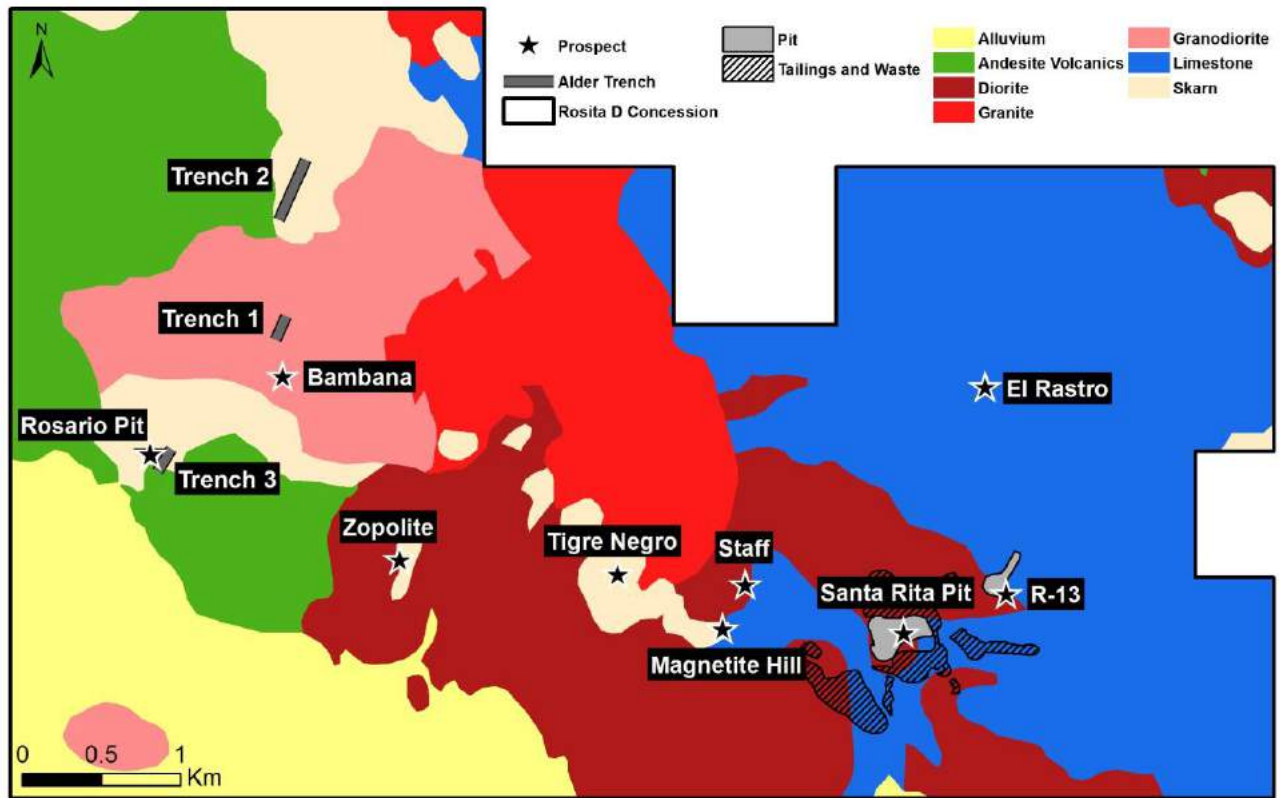 N
Prospect
Alder Trench
Rosita D Concession
Pit
Tailings and Waste
Alluvium
Andesite Volcanics
Diorite
Granite
Granodiorite
Limestone
Skarn
Trench 2
Trench 1
Bambana
El Rastro
Rosario Pit
Trench 3
Zopolite
Tigre Negro
Staff
Santa Rita Pit
R-13
Magnetite Hill
0 0.5 1
Km